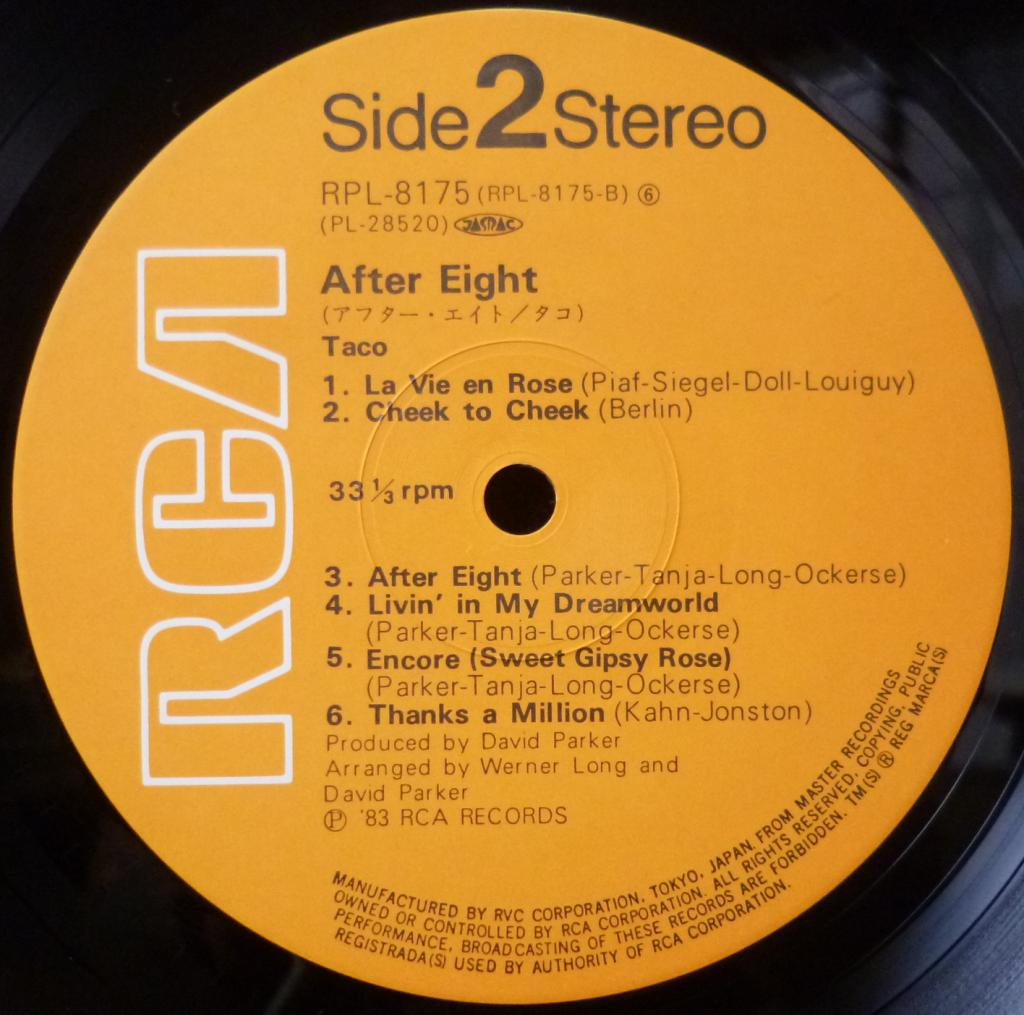 Side 2 Stereo
RPL-8175 (RPL-8175-B) ⑥
(PL-28520) JASRAC
After Eight
(アフター・エイト／タコ)
Taco
1. La Vie en Rose (Piaf-Siegel-Doll-Louiguy)
2. Cheek to Cheek (Berlin)
33 1/3 rpm
3. After Eight (Parker-Tanja-Long-Ockerse)
4. Livin' in My Dreamworld
(Parker-Tanja-Long-Ockerse)
5. Encore (Sweet Gipsy Rose)
(Parker-Tanja-Long-Ockerse)
6. Thanks a Million (Kahn-Jonston)
Produced by David Parker
Arranged by Werner Long and
David Parker
℗ '83 RCA RECORDS
RCA
MANUFACTURED BY RVC CORPORATION, TOKYO, JAPAN. FROM MASTER RECORDINGS
OWNED OR CONTROLLED BY RCA CORPORATION. ALL RIGHTS RESERVED. COPYING, PUBLIC
PERFORMANCE, BROADCASTING OF THESE RECORDS ARE FORBIDDEN. TM(S) ® REG MARCA(S)
REGISTRADA(S) USED BY AUTHORITY OF RCA CORPORATION.